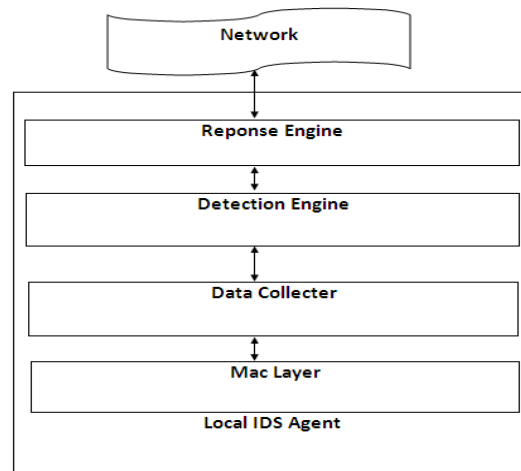 Network
Reponse Engine
Detection Engine
Data Collecter
Mac Layer
Local IDS Agent